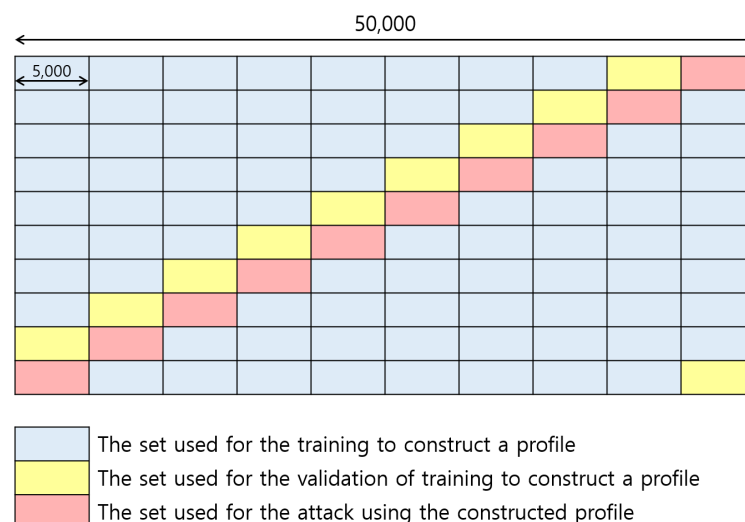 50,000
5,000
The set used for the training to construct a profile
The set used for the validation of training to construct a profile
The set used for the attack using the constructed profile